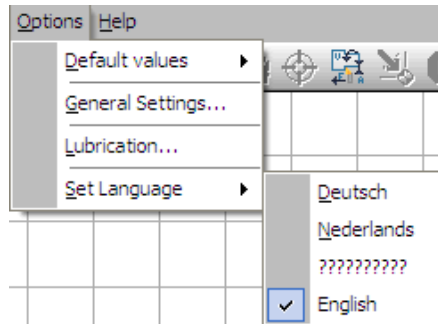 Options Help
Default values
General Settings...
Lubrication...
Set Language
Deutsch
Nederlands
??????????
English